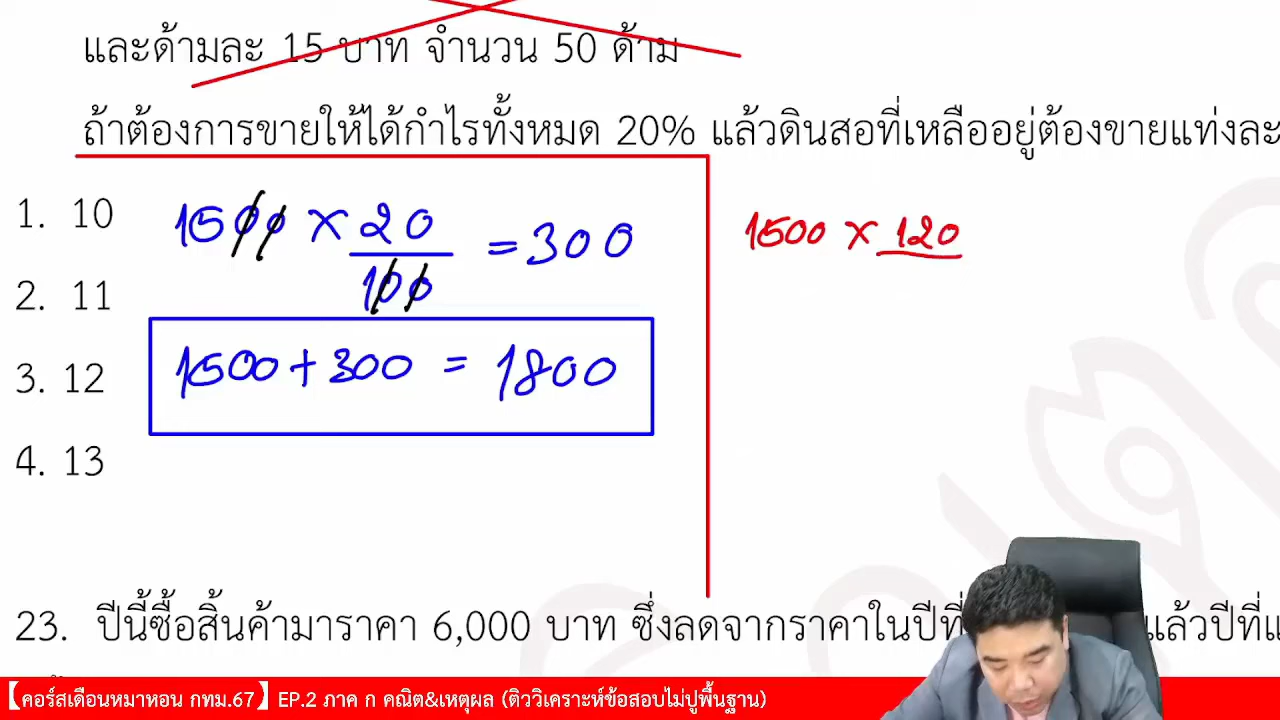 และด้ามละ 15 บาท จำนวน 50 ด้าม
ถ้าต้องการขายให้ได้กำไรทั้งหมด 20% แล้วดินสอที่เหลืออยู่ต้องขายแท่งละ
1. 10
2. 11
3. 12
4. 13
1500 × 20/100 = 300
1500 + 300 = 1800
1500 × 120
23. ปีนี้ซื้อสิ้นค้ามาราคา 6,000 บาท ซึ่งลดจากราคาในปีที่ แล้วปีที่
【คอร์สเดือนหมาหอน กทม.67】 EP.2 ภาค ก คณิต&เหตุผล (ติววิเคราะห์ข้อสอบไม่ปูพื้นฐาน)